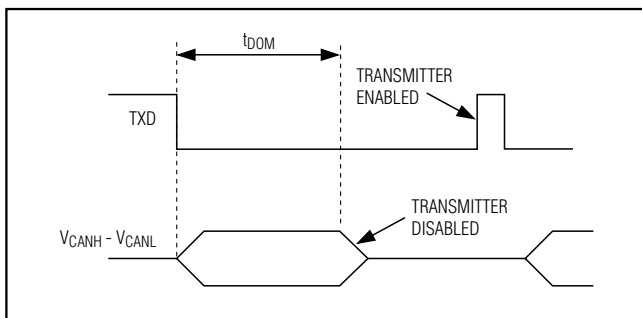 tDOM
TRANSMITTER
ENABLED
TXD
TRANSMITTER
DISABLED
VCANH - VCANL